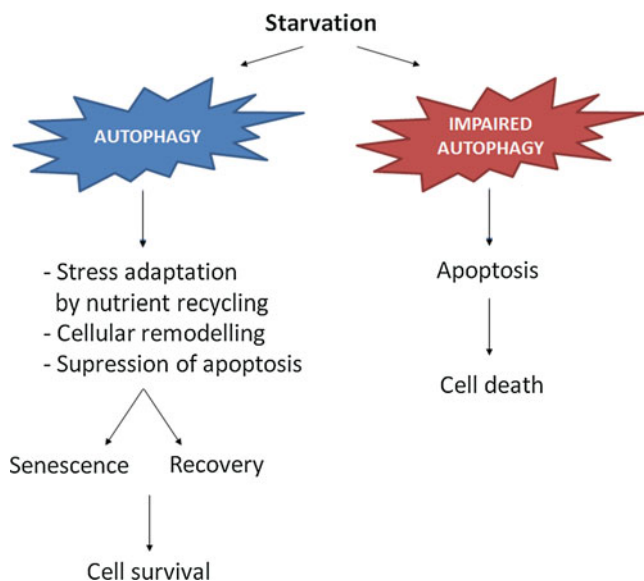 Starvation
AUTOPHAGY
IMPAIRED
AUTOPHAGY
- Stress adaptation
by nutrient recycling
- Cellular remodelling
- Supression of apoptosis
Apoptosis
Cell death
Senescence
Recovery
Cell survival